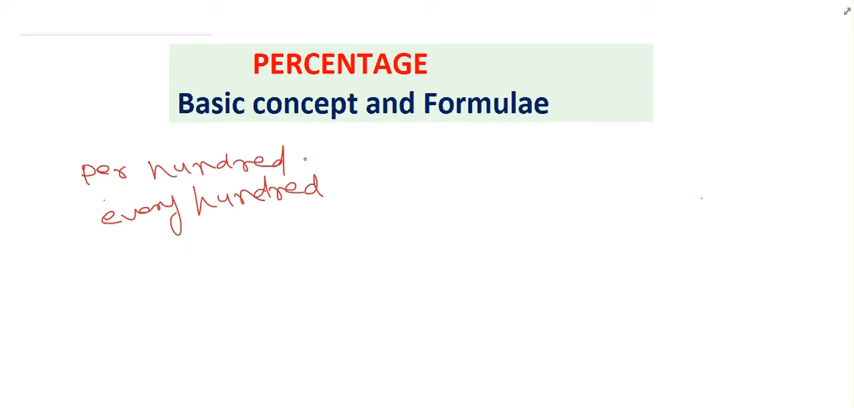 PERCENTAGE
Basic concept and Formulae
per hundred.
every hundred